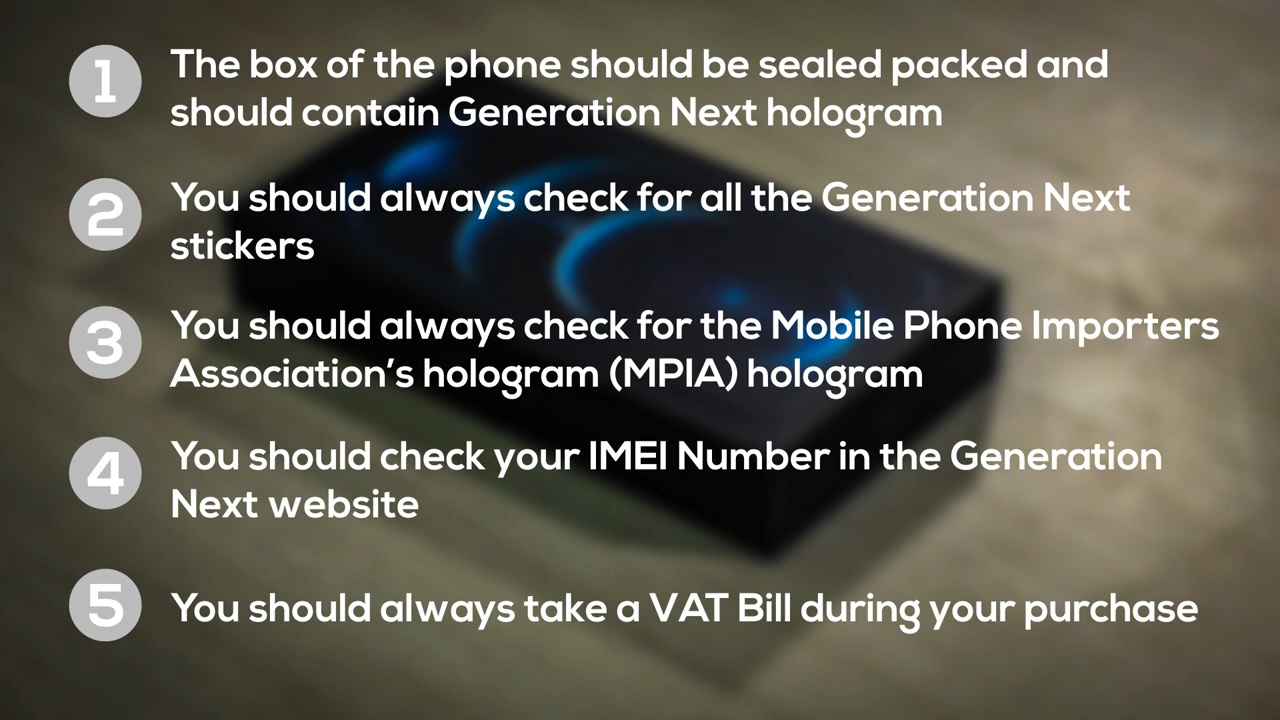 1 The box of the phone should be sealed packed and
should contain Generation Next hologram
2 You should always check for all the Generation Next
stickers
3 You should always check for the Mobile Phone Importers
Association's hologram (MPIA) hologram
4 You should check your IMEI Number in the Generation
Next website
5 You should always take a VAT Bill during your purchase